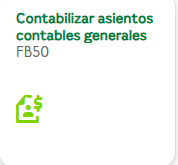 Contabilizar asientos
contables generales
FB50